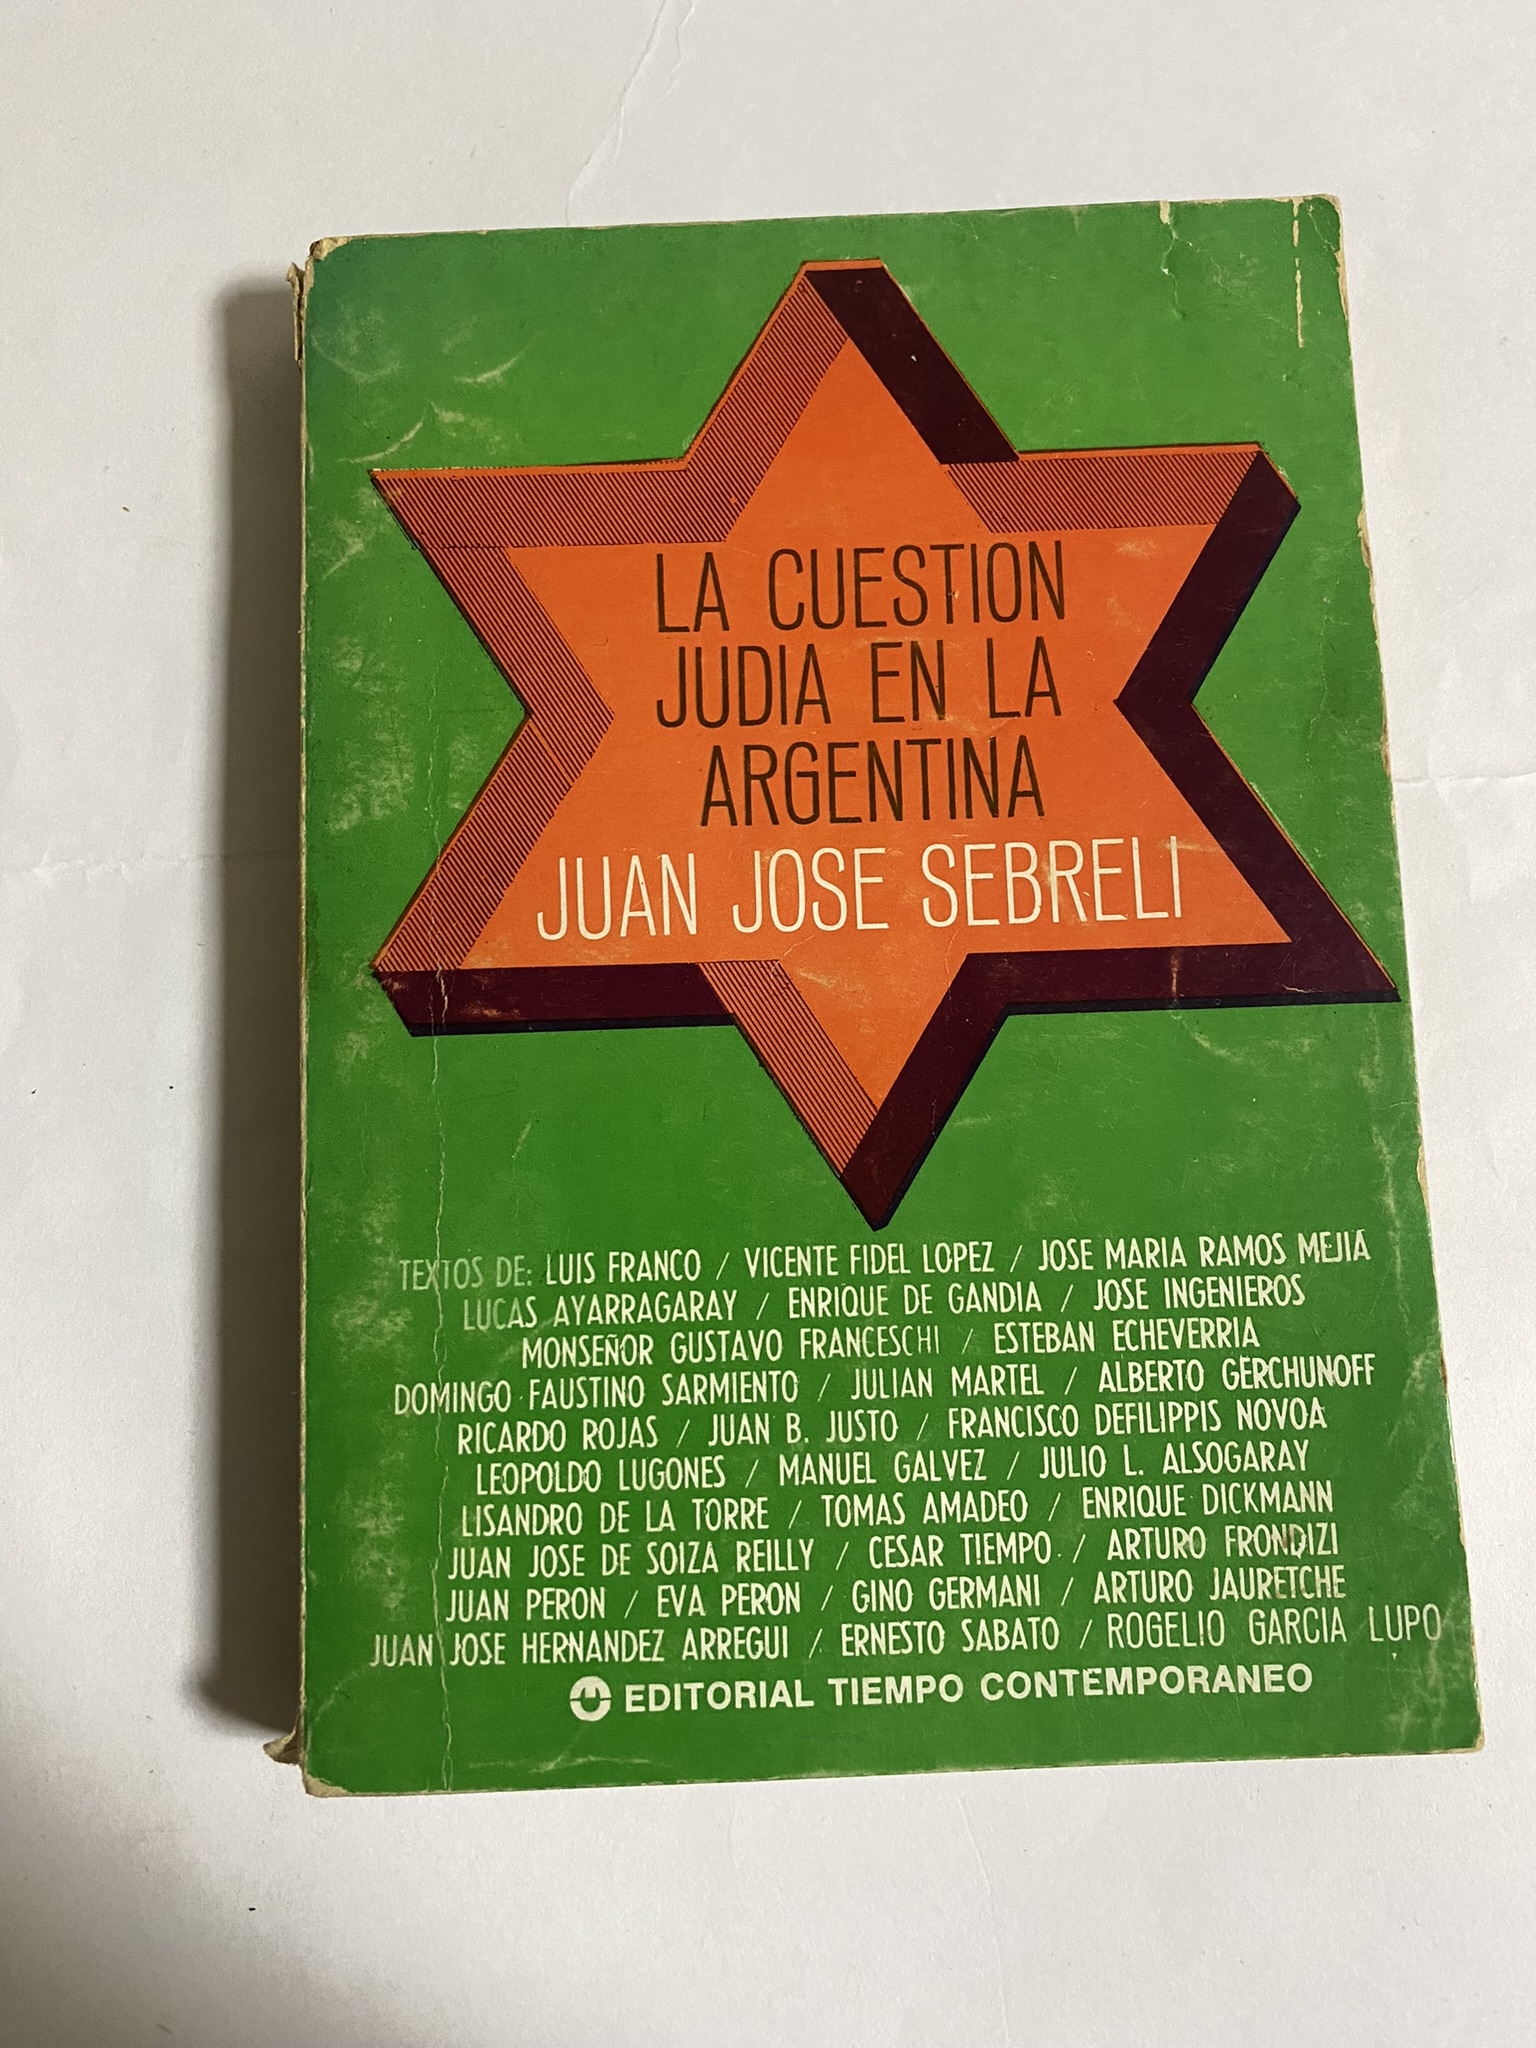 LA CUESTION
JUDIA EN LA
ARGENTINA
JUAN JOSE SEBRELI
TEXTOS DE: LUIS FRANCO / VICENTE FIDEL LOPEZ / JOSE MARIA RAMOS MEJIA
LUCAS AYARRAGARAY / ENRIQUE DE GANDIA / JOSE INGENIEROS
MONSEÑOR GUSTAVO FRANCESCHI / ESTEBAN ECHEVERRIA
DOMINGO FAUSTINO SARMIENTO / JULIAN MARTEL / ALBERTO GERCHUNOFF
RICARDO ROJAS / JUAN B. JUSTO / FRANCISCO DEFILIPPIS NOVOA
LEOPOLDO LUGONES / MANUEL GALVEZ / JULIO L. ALSOGARAY
LISANDRO DE LA TORRE / TOMAS AMADEO / ENRIQUE DICKMANN
JUAN JOSE DE SOIZA REILLY / CESAR TIEMPO / ARTURO FRONDIZI
JUAN PERON / EVA PERON / GINO GERMANI / ARTURO JAURETCHE
JUAN JOSE HERNANDEZ ARREGUI / ERNESTO SABATO / ROGELIO GARCIA LUPO
EDITORIAL TIEMPO CONTEMPORANEO